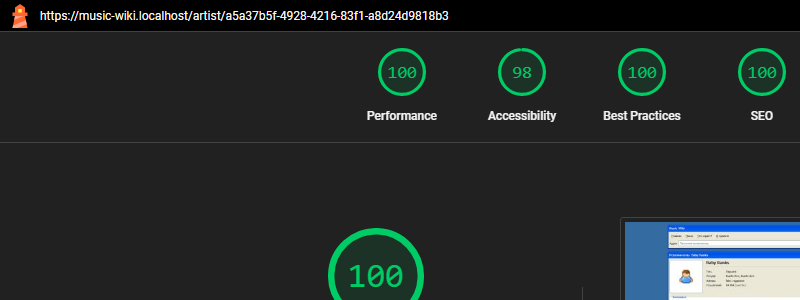 https://music-wiki.localhost/artist/a5a37b5f-4928-4216-83f1-a8d24d9818b3
100
98
100
100
Performance
Accessibility
Best Practices
SEO
100